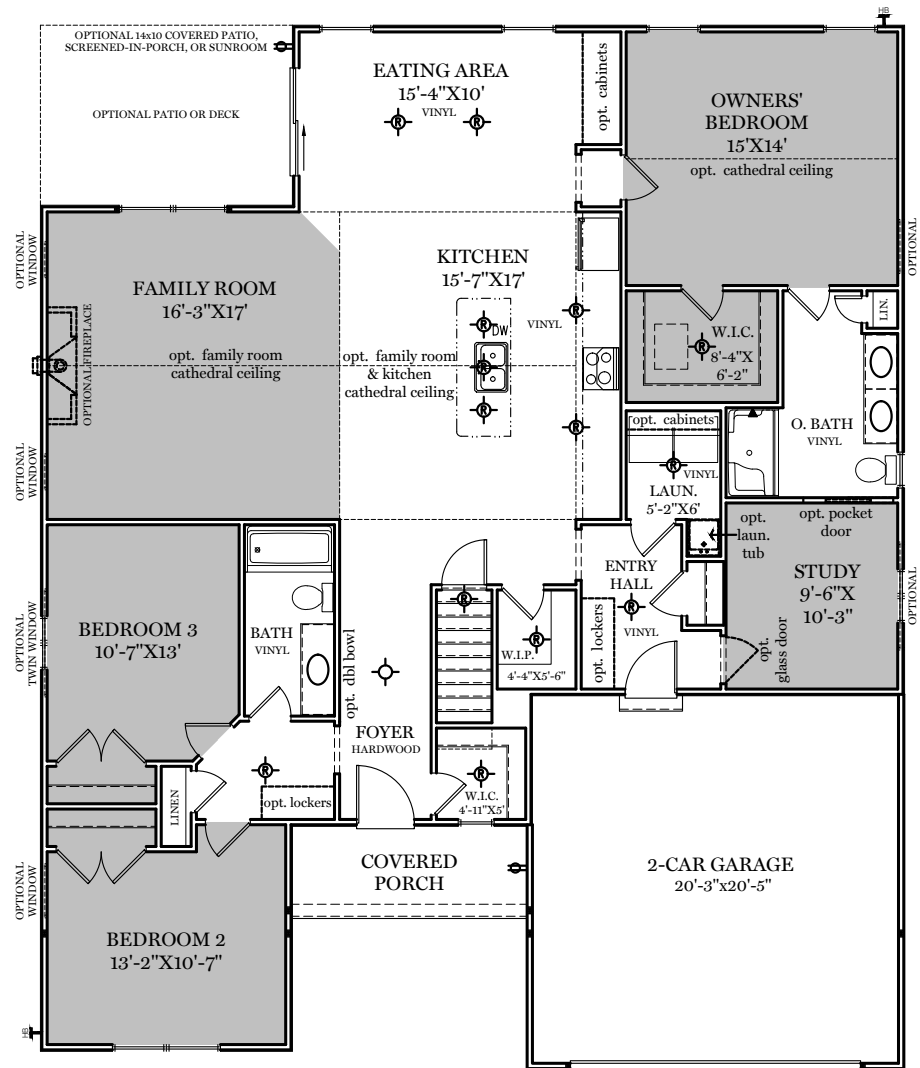 HB
OPTIONAL 14x10 COVERED PATIO,
SCREENED-IN-PORCH, OR SUNROOM
OPTIONAL PATIO OR DECK
EATING AREA
15'-4"X10'
VINYL
opt. cabinets
OWNERS'
BEDROOM
15'X14'
opt. cathedral ceiling
OPTIONAL
WINDOW
OPTIONAL
FAMILY ROOM
16'-3"X17'
OPTIONAL FIREPLACE
opt. family room
cathedral ceiling
KITCHEN
15'-7"X17'
DW
VINYL
opt. family room
& kitchen
cathedral ceiling
R
R
R
R
R
R
R
W.I.C.
R
8'-4"X
6'-2"
LIN.
O. BATH
VINYL
OPTIONAL
WINDOW
opt. cabinets
R
VINYL
LAUN.
5'-2"X6'
opt.
laun.
tub
opt. pocket
door
STUDY
9'-6"X
10'-3"
OPTIONAL
opt.
glass door
ENTRY
HALL
R
VINYL
opt. lockers
OPTIONAL
TWIN WINDOW
BEDROOM 3
10'-7"X13'
BATH
VINYL
opt. dbl bowl
R
R
W.I.P.
4'-4"X5'-6"
FOYER
HARDWOOD
R
opt. lockers
LINEN
R
W.I.C.
4'-11"X5'
OPTIONAL
WINDOW
BEDROOM 2
13'-2"X10'-7"
COVERED
PORCH
2-CAR GARAGE
20'-3"x20'-5"
HB